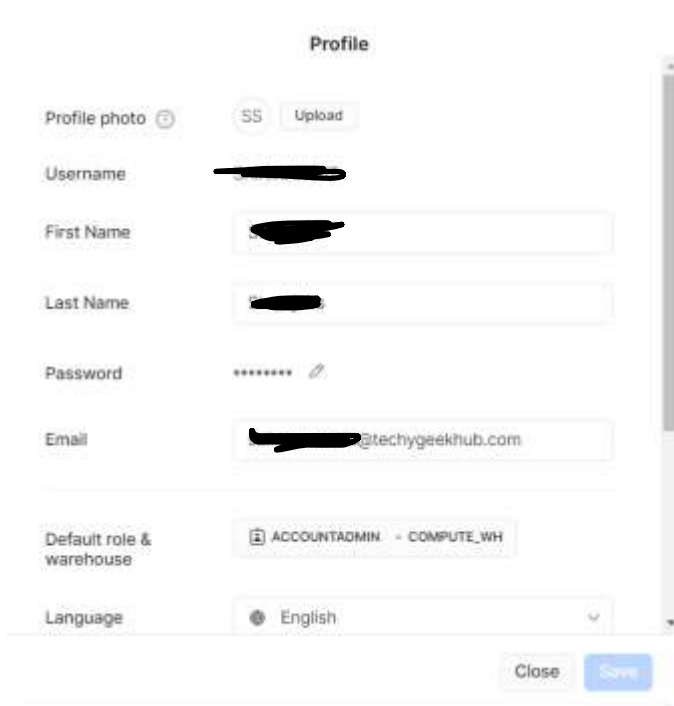 Profile
Profile photo ? SS Upload
Username
First Name
Last Name
Password ••••••••
Email @techygeekhub.com
Default role & warehouse ACCOUNTADMIN - COMPUTE_WH
Language English
Close Save